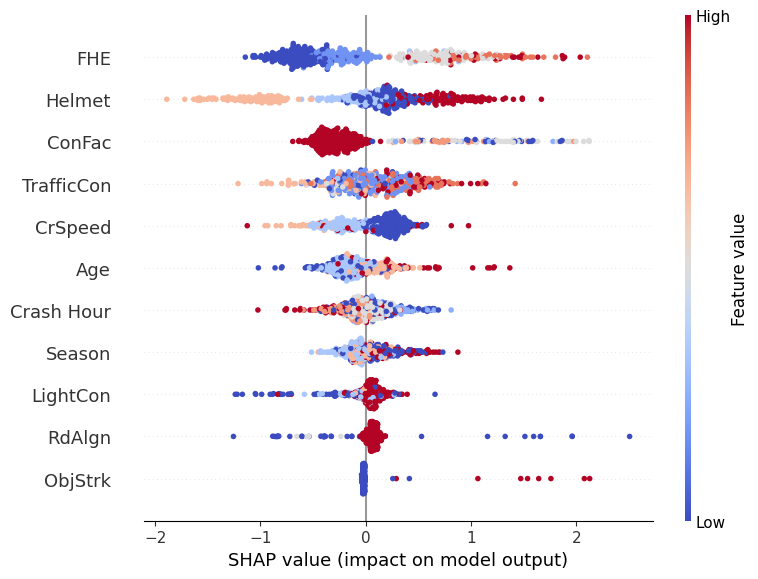 High
FHE
Helmet
ConFac
TrafficCon
CrSpeed
Age
Crash Hour
Season
LightCon
RdAlgn
ObjStrk
Feature value
Low
−2
−1
0
1
2
SHAP value (impact on model output)